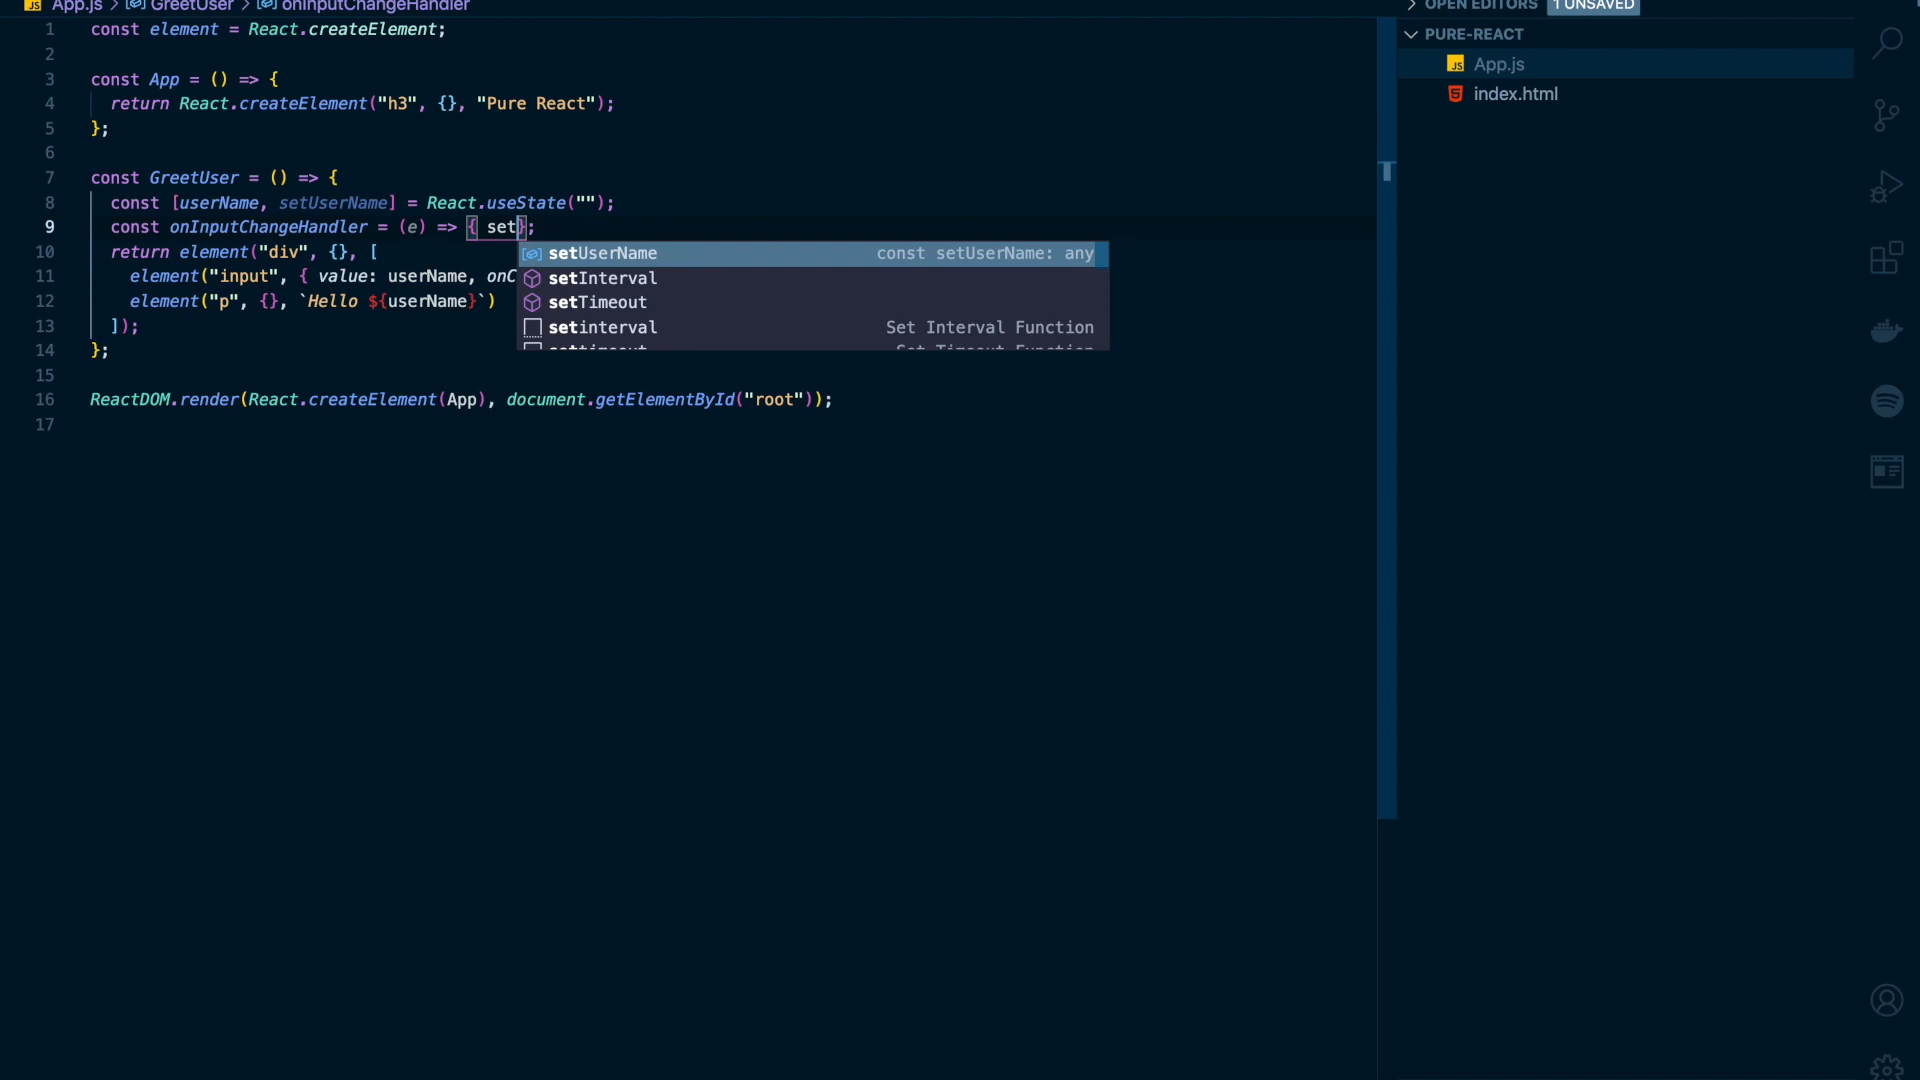 JS App.js > GreetUser > onInputChangeHandler
1 const element = React.createElement;
2
3 const App = () => {
4 return React.createElement("h3", {}, "Pure React");
5 };
6
7 const GreetUser = () => {
8 const [userName, setUserName] = React.useState("");
9 const onInputChangeHandler = (e) => { set};
10 return element("div", {}, [
11 element("input", { value: userName, onC
12 element("p", {}, `Hello ${userName}`)
13 ]);
14 };
15
16 ReactDOM.render(React.createElement(App), document.getElementById("root"));
17
setUserName const setUserName: any
setInterval
setTimeout
setinterval Set Interval Function
settimeout Set Timeout Function
> OPEN EDITORS 1 UNSAVED
PURE-REACT
JS App.js
5 index.html